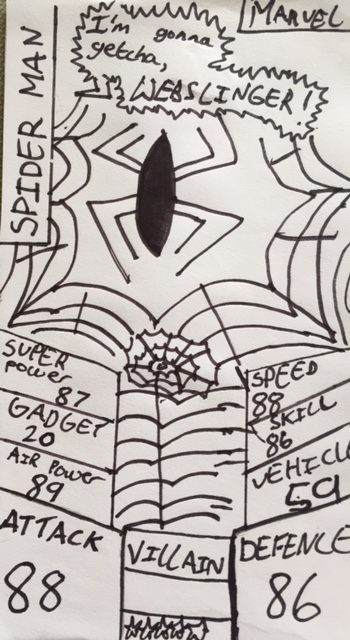 MARVEL
I'm gonna
getcha,
WEBSLINGER!
SPIDER MAN
SUPER
power
87
GADGET
20
AIR POWER
89
SPEED
88
SKILL
86
VEHICLE
59
ATTACK
88
VILLAIN
DEFENCE
86